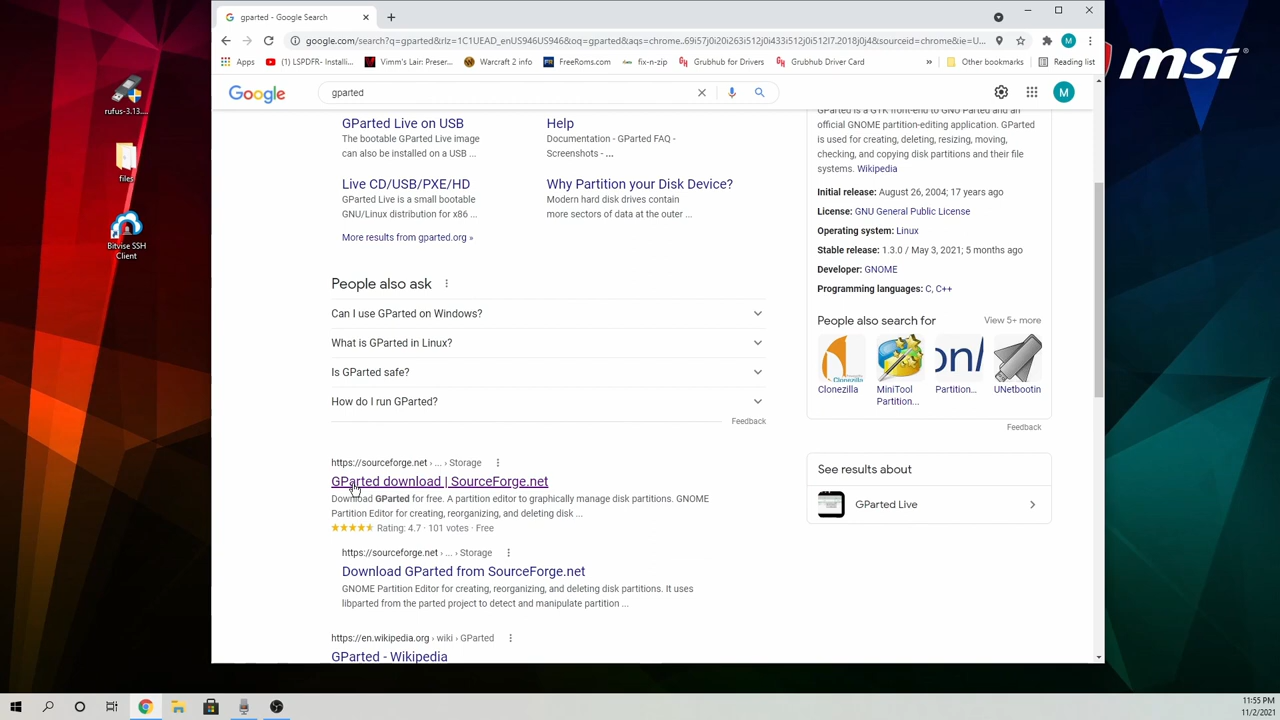 gparted - Google Search
google.com/search?q=gparted&rlz=1C1UEAD_enUS946US946&oq=gparted&aqs=chrome..69i57j0i20i263i512j0i433i512j0i512l7.2018j0j4&sourceid=chrome&ie=U...
Apps
(1) LSPDFR- Installi...
Vimm's Lair: Preser...
Warcraft 2 info
FreeRoms.com
fix-n-zip
Grubhub for Drivers
Grubhub Driver Card
»
Other bookmarks
Reading list
M
msi
rufus-3.13....
files
Bitvise SSH
Client
Google
gparted
M
GParted Live on USB
The bootable GParted Live image
can also be installed on a USB ...
Help
Documentation - GParted FAQ -
Screenshots - ...
Live CD/USB/PXE/HD
GParted Live is a small bootable
GNU/Linux distribution for x86 ...
Why Partition your Disk Device?
Modern hard disk drives contain
more sectors of data at the outer ...
More results from gparted.org »
People also ask
Can I use GParted on Windows?
What is GParted in Linux?
Is GParted safe?
How do I run GParted?
Feedback
https://sourceforge.net › ... › Storage
GParted download | SourceForge.net
Download GParted for free. A partition editor to graphically manage disk partitions. GNOME
Partition Editor for creating, reorganizing, and deleting disk ...
Rating: 4.7 · 101 votes · Free
https://sourceforge.net › ... › Storage
Download GParted from SourceForge.net
GNOME Partition Editor for creating, reorganizing, and deleting disk partitions. It uses
libparted from the parted project to detect and manipulate partition ...
https://en.wikipedia.org › wiki › GParted
GParted - Wikipedia
GParted is a GTK front-end to GNU Parted and an
official GNOME partition-editing application. GParted
is used for creating, deleting, resizing, moving,
checking, and copying disk partitions and their file
systems. Wikipedia
Initial release: August 26, 2004; 17 years ago
License: GNU General Public License
Operating system: Linux
Stable release: 1.3.0 / May 3, 2021; 5 months ago
Developer: GNOME
Programming languages: C, C++
People also search for
View 5+ more
Clonezilla
Clonezilla
MiniTool
Partition...
Partition...
UNetbootin
Feedback
See results about
GParted Live
11:55 PM
11/2/2021